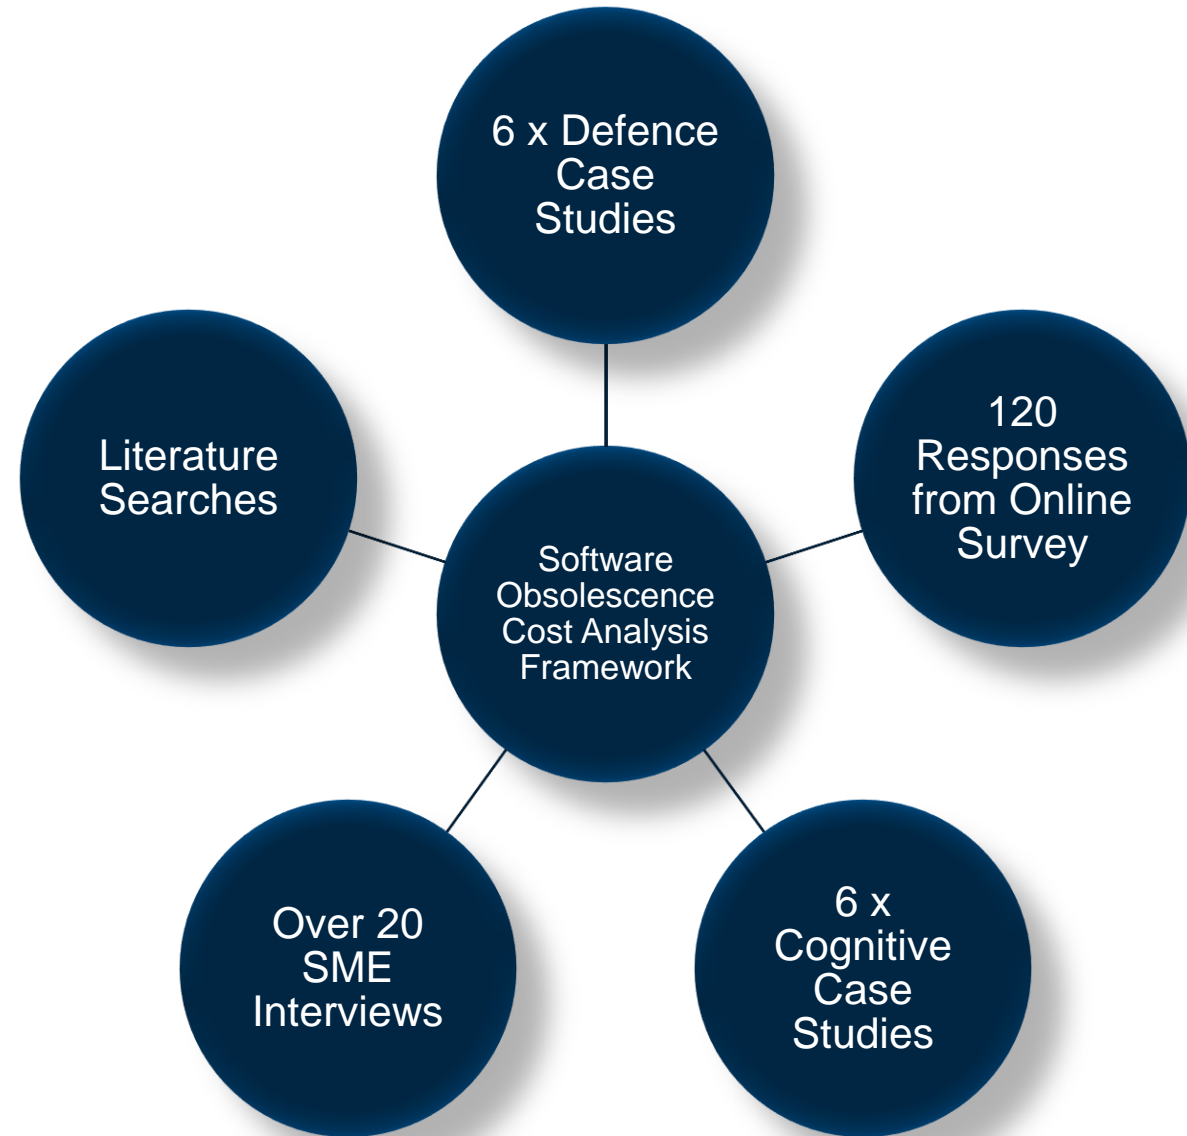 6 x Defence
Case
Studies
120
Responses
from Online
Survey
Literature
Searches
Software
Obsolescence
Cost Analysis
Framework
Over 20
SME
Interviews
6 x
Cognitive
Case
Studies